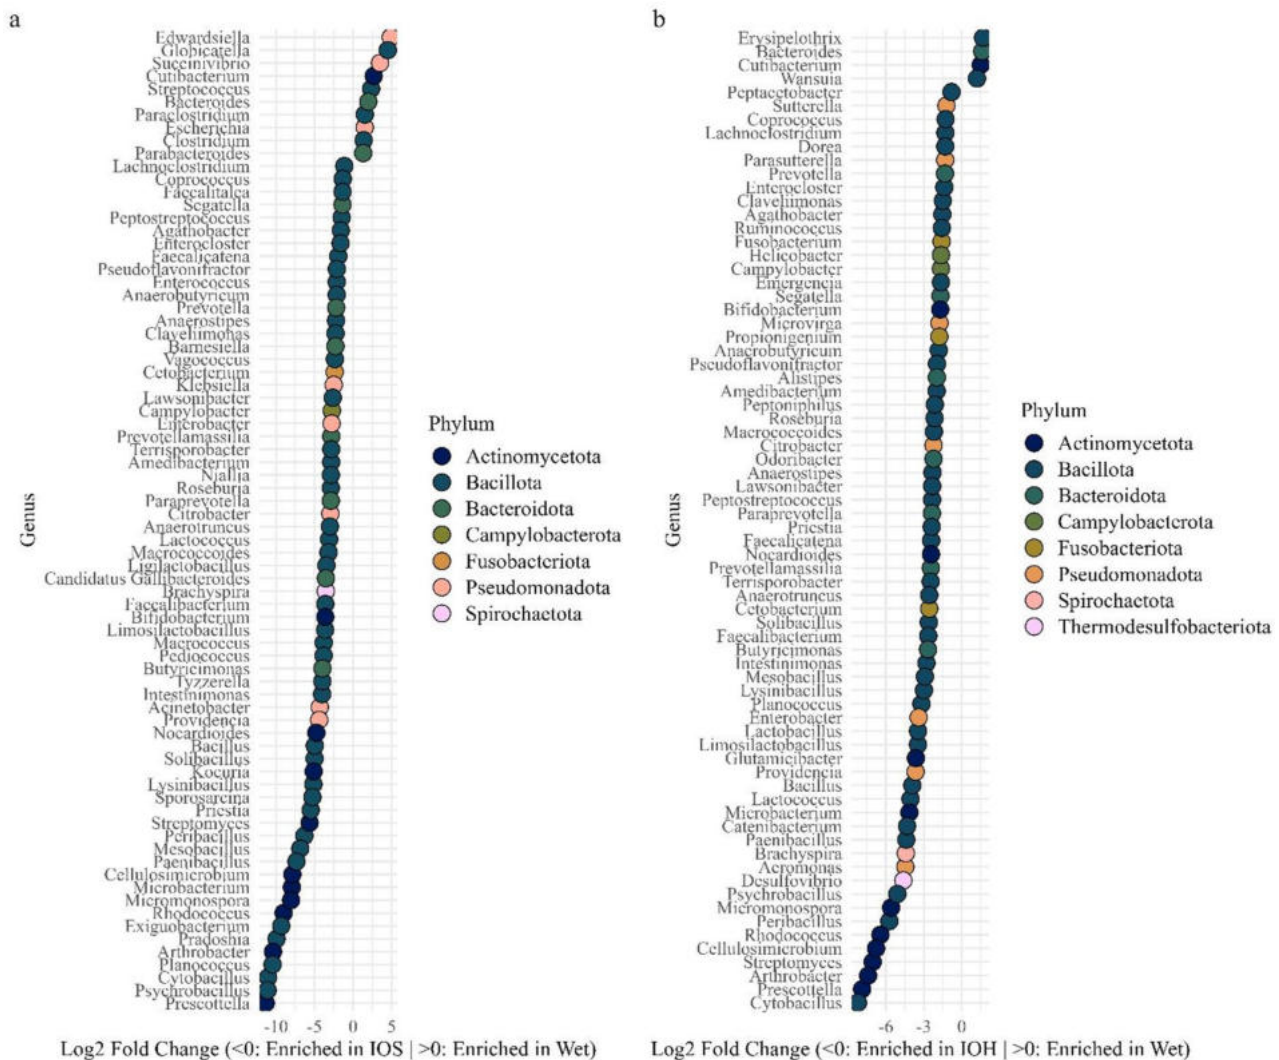 a
Edwardsiella
Globicatella
Succinivibrio
Cutibacterium
Streptococcus
Bacteroides
Paraclostridium
Escherichia
Clostridium
Parabacteroides
Lachnoclostridium
Coprococcus
Faecalitalea
Segatella
Peptostreptococcus
Agathobacter
Enterocloster
Faecalicatena
Pseudoflavonifractor
Enterococcus
Anaerobutyricum
Prevotella
Anaerostipes
Claveliimonas
Barnesiella
Vagococcus
Cetobacterium
Klebsiella
Lawsonibacter
Campylobacter
Enterobacter
Prevotellamassilia
Terrisporobacter
Amedibacterium
Niallia
Roseburia
Paraprevotella
Citrobacter
Anaerotruncus
Lactococcus
Macrococcoides
Ligilactobacillus
Candidatus Gallibacteroides
Brachyspira
Faecalibacterium
Bifidobacterium
Limosilactobacillus
Macrococcus
Pediococcus
Butyricimonas
Tyzzerella
Intestinimonas
Acinetobacter
Providencia
Nocardioides
Bacillus
Solibacillus
Kocuria
Lysinibacillus
Sporosarcina
Priestia
Streptomyces
Peribacillus
Mesobacillus
Paenibacillus
Cellulosimicrobium
Microbacterium
Micromonospora
Rhodococcus
Exiguobacterium
Pradoshia
Arthrobacter
Planococcus
Cytobacillus
Psychrobacillus
Prescottella
Genus
-10 -5 0 5
Log2 Fold Change (<0: Enriched in IOS | >0: Enriched in Wet)
Phylum
Actinomycetota
Bacillota
Bacteroidota
Campylobacterota
Fusobacteriota
Pseudomonadota
Spirochaetota
b
Erysipelothrix
Bacteroides
Cutibacterium
Wansuia
Peptacetobacter
Sutterella
Coprococcus
Lachnoclostridium
Dorea
Parasutterella
Prevotella
Enterocloster
Claveliimonas
Agathobacter
Ruminococcus
Fusobacterium
Helicobacter
Campylobacter
Emergencia
Segatella
Bifidobacterium
Microvirga
Propionigenium
Anaerobutyricum
Pseudoflavonifractor
Alistipes
Amedibacterium
Peptoniphilus
Roseburia
Macrococcoides
Citrobacter
Odoribacter
Anaerostipes
Lawsonibacter
Peptostreptococcus
Paraprevotella
Priestia
Faecalicatena
Nocardioides
Prevotellamassilia
Terrisporobacter
Anaerotruncus
Cetobacterium
Solibacillus
Faecalibacterium
Butyricimonas
Intestinimonas
Mesobacillus
Lysinibacillus
Planococcus
Enterobacter
Lactobacillus
Limosilactobacillus
Glutamicibacter
Providencia
Bacillus
Lactococcus
Microbacterium
Catenibacterium
Paenibacillus
Brachyspira
Aeromonas
Desulfovibrio
Psychrobacillus
Micromonospora
Peribacillus
Rhodococcus
Cellulosimicrobium
Streptomyces
Arthrobacter
Prescottella
Cytobacillus
Genus
-6 -3 0
Log2 Fold Change (<0: Enriched in IOH | >0: Enriched in Wet)
Phylum
Actinomycetota
Bacillota
Bacteroidota
Campylobacterota
Fusobacteriota
Pseudomonadota
Spirochaetota
Thermodesulfobacteriota